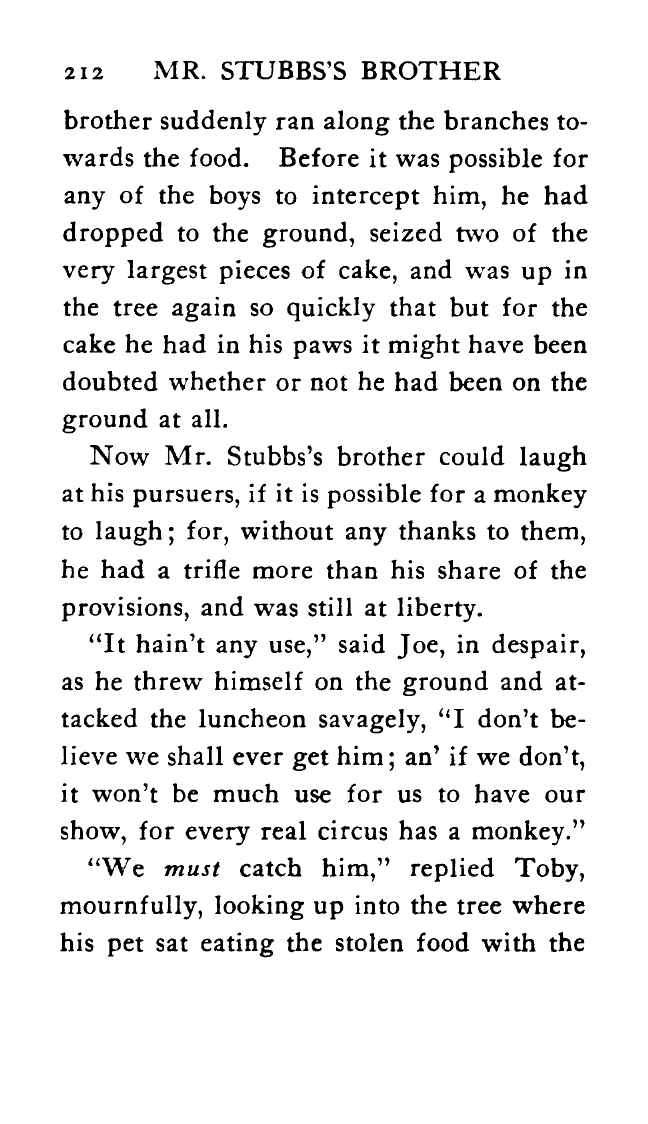 212 MR. STUBBS'S BROTHER
brother suddenly ran along the branches to-
wards the food. Before it was possible for
any of the boys to intercept him, he had
dropped to the ground, seized two of the
very largest pieces of cake, and was up in
the tree again so quickly that but for the
cake he had in his paws it might have been
doubted whether or not he had been on the
ground at all.
Now Mr. Stubbs's brother could laugh
at his pursuers, if it is possible for a monkey
to laugh; for, without any thanks to them,
he had a trifle more than his share of the
provisions, and was still at liberty.
"It hain't any use," said Joe, in despair,
as he threw himself on the ground and at-
tacked the luncheon savagely, "I don't be-
lieve we shall ever get him; an' if we don't,
it won't be much use for us to have our
show, for every real circus has a monkey."
"We must catch him," replied Toby,
mournfully, looking up into the tree where
his pet sat eating the stolen food with the